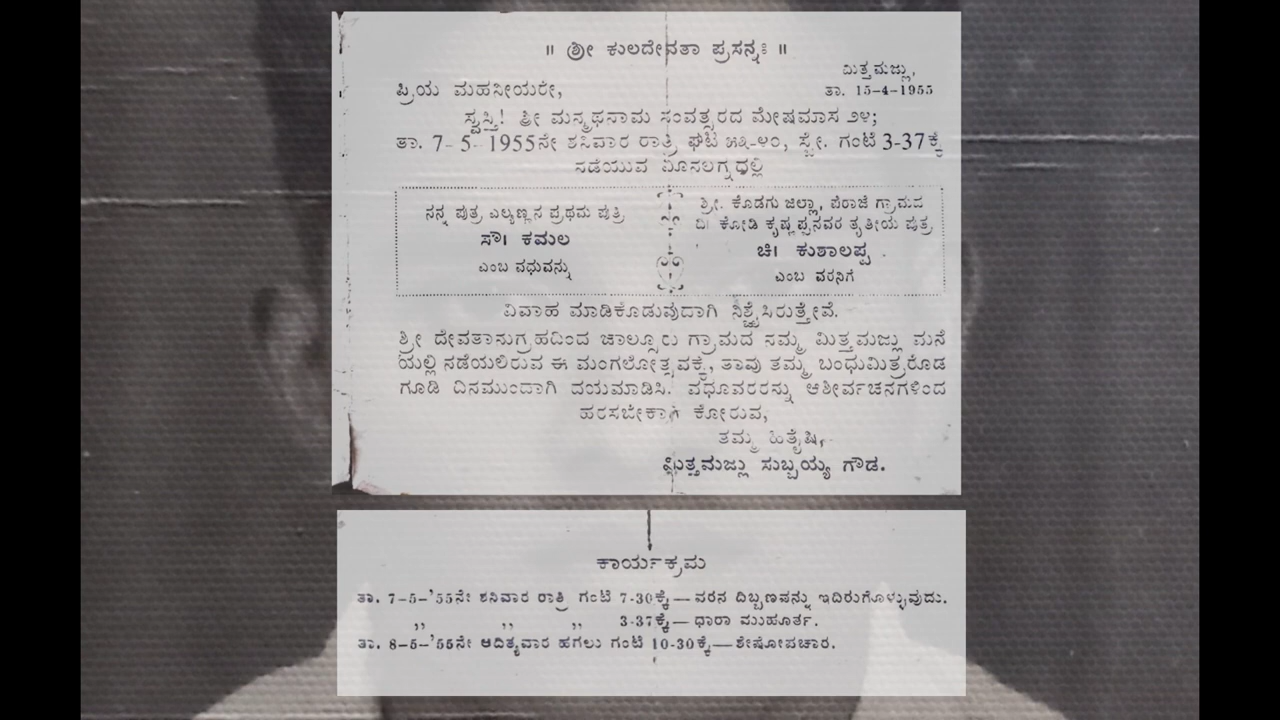 ॥ ಶ್ರೀ ಕುಲದೇವತಾ ಪ್ರಸನ್ನಃ ॥
ಮಿತ್ತಮಜ್ಲು,
ಪ್ರಿಯ ಮಹನೀಯರೇ,
ತಾ. 15-4-1955
ಸ್ವಸ್ತಿ! ಶ್ರೀ ಮನ್ಮಥನಾಮ ಸಂವತ್ಸರದ ಮೇಷಮಾಸ ೨೪;
ತಾ. 7-5-1955ನೇ ಶನಿವಾರ ರಾತ್ರಿ ಘಟಿ ೫೩-೪೦, ಸ್ಟೇ. ಗಂಟೆ 3-37ಕ್ಕೆ
ನಡೆಯುವ ಮೀನಲಗ್ನದಲ್ಲಿ
ನನ್ನ ಪುತ್ರ ಎಲ್ಯಣ್ಣನ ಪ್ರಥಮ ಪುತ್ರಿ
ಸೌ। ಕಮಲ
ಎಂಬ ವಧುವನ್ನು
ಶ್ರೀ. ಕೊಡಗು ಜಿಲ್ಲಾ, ಪೆರಾಜೆ ಗ್ರಾಮದ
ದಿ। ಕೋಡಿ ಕೃಷ್ಣಪ್ಪನವರ ತೃತೀಯ ಪುತ್ರ
ಚಿ। ಕುಶಾಲಪ್ಪ
ಎಂಬ ವರನಿಗೆ
ವಿವಾಹ ಮಾಡಿಕೊಡುವುದಾಗಿ ನಿಶ್ಚೈಸಿರುತ್ತೇವೆ.
ಶ್ರೀ ದೇವತಾನುಗ್ರಹದಿಂದ ಜಾಲ್ಸೂರು ಗ್ರಾಮದ ನಮ್ಮ ಮಿತ್ತಮಜ್ಲು ಮನೆ
ಯಲ್ಲಿ ನಡೆಯಲಿರುವ ಈ ಮಂಗಲೋತ್ಸವಕ್ಕೆ, ತಾವು ತಮ್ಮ ಬಂಧುಮಿತ್ರರೊಡ
ಗೂಡಿ ದಿನಮುಂದಾಗಿ ದಯಮಾಡಿಸಿ. ವಧೂವರರನ್ನು ಆಶೀರ್ವಚನಗಳಿಂದ
ಹರಸಬೇಕಾಗಿ ಕೋರುವ,
ತಮ್ಮ ಹಿತೈಷಿ,
ಮಿತ್ತಮಜ್ಲು ಸುಬ್ಬಯ್ಯ ಗೌಡ.
ಕಾರ್ಯಕ್ರಮ
ತಾ. 7-5-'55ನೇ ಶನಿವಾರ ರಾತ್ರಿ ಗಂಟೆ 7-30ಕ್ಕೆ—ವರನ ದಿಬ್ಬಣವನ್ನು ಇದಿರುಗೊಳ್ಳುವುದು.
,, ,, ,, 3-37ಕ್ಕೆ—ಧಾರಾ ಮುಹೂರ್ತ.
ತಾ. 8-5-'55ನೇ ಆದಿತ್ಯವಾರ ಹಗಲು ಗಂಟೆ 10-30ಕ್ಕೆ—ಶೇಷೋಪಚಾರ.